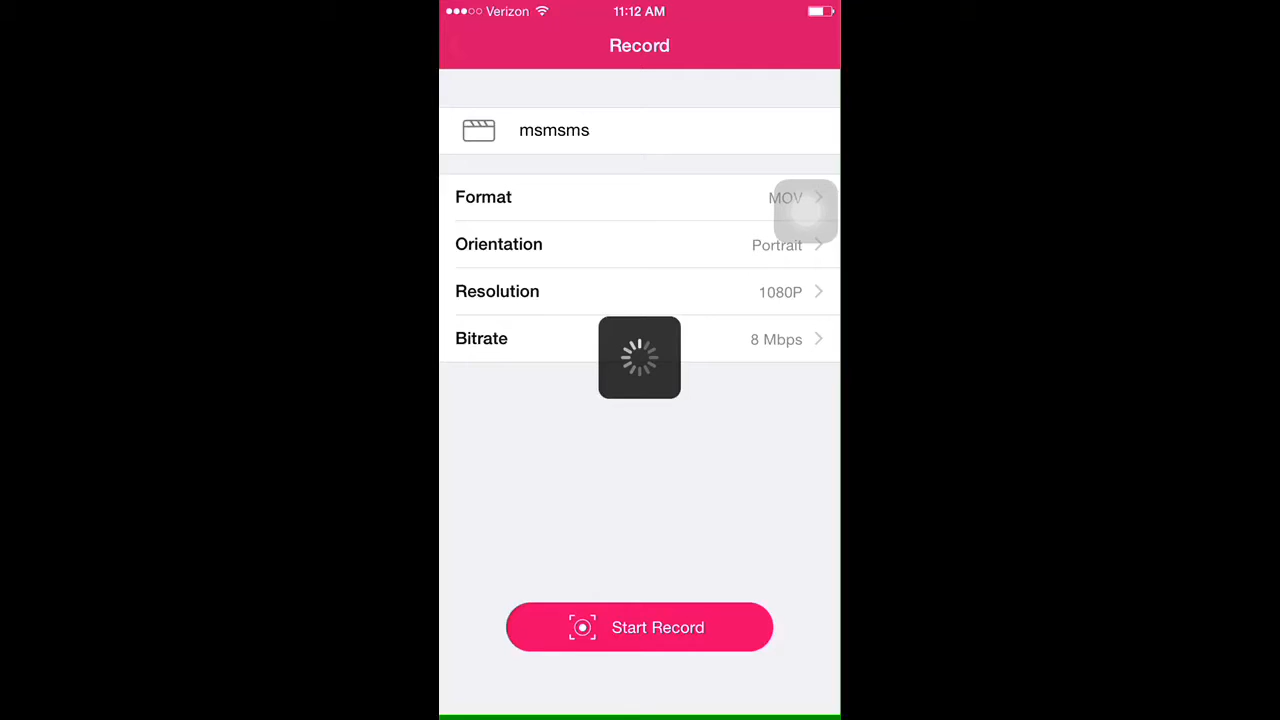 Verizon 11:12 AM
Record
msmsms
Format MOV
Orientation Portrait
Resolution 1080P
Bitrate 8 Mbps
Start Record